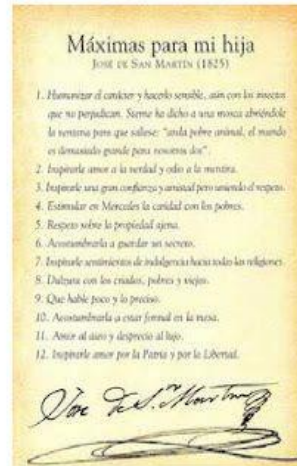 Máximas para mi hija
JOSÉ DE SAN MARTÍN (1825)
1. Humanizar el carácter y hacerlo sensible, aún con los insectos
que no perjudican. Sterne ha dicho a una mosca abriéndole
la ventana para que saliese: "anda pobre animal, el mundo
es demasiado grande para nosotros dos".
2. Inspirarle amor a la verdad y odio a la mentira.
3. Inspirarle una gran confianza y amistad pero uniendo el respeto.
4. Estimular en Mercedes la caridad con los pobres.
5. Respeto sobre la propiedad ajena.
6. Acostumbrarla a guardar un secreto.
7. Inspirarle sentimientos de indulgencia hacia todas las religiones.
8. Dulzura con los criados, pobres y viejos.
9. Que hable poco y lo preciso.
10. Acostumbrarla a estar formal en la mesa.
11. Amor al aseo y desprecio al lujo.
12. Inspirarle amor por la Patria y por la Libertad.
José de Sn. Martín